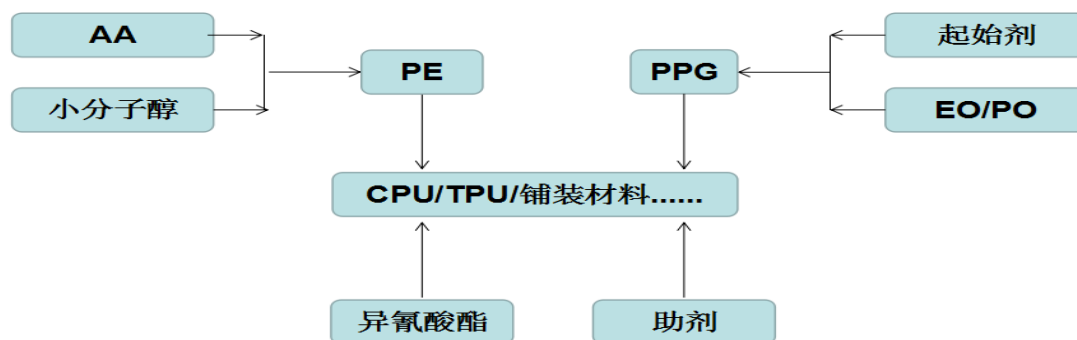 AA
起始剂
PE
PPG
小分子醇
EO/PO
CPU/TPU/铺装材料......
异氰酸酯
助剂